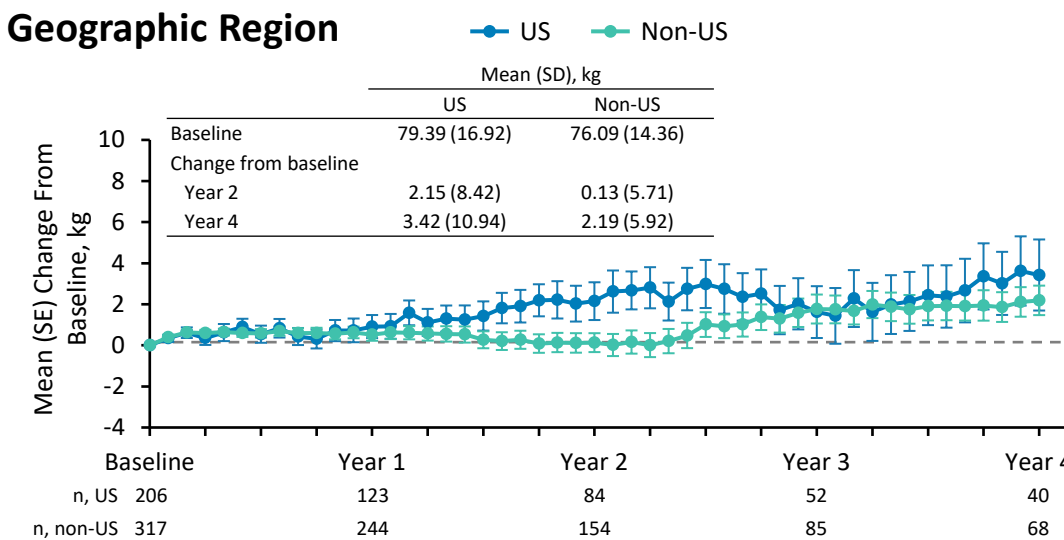 Geographic Region
US Non-US
Mean (SD), kg
US Non-US
Baseline 79.39 (16.92) 76.09 (14.36)
Change from baseline
Year 2 2.15 (8.42) 0.13 (5.71)
Year 4 3.42 (10.94) 2.19 (5.92)
Mean (SE) Change From
Baseline, kg
10
8
6
4
2
0
-2
-4
Baseline Year 1 Year 2 Year 3 Year 4
n, US 206 123 84 52 40
n, non-US 317 244 154 85 68